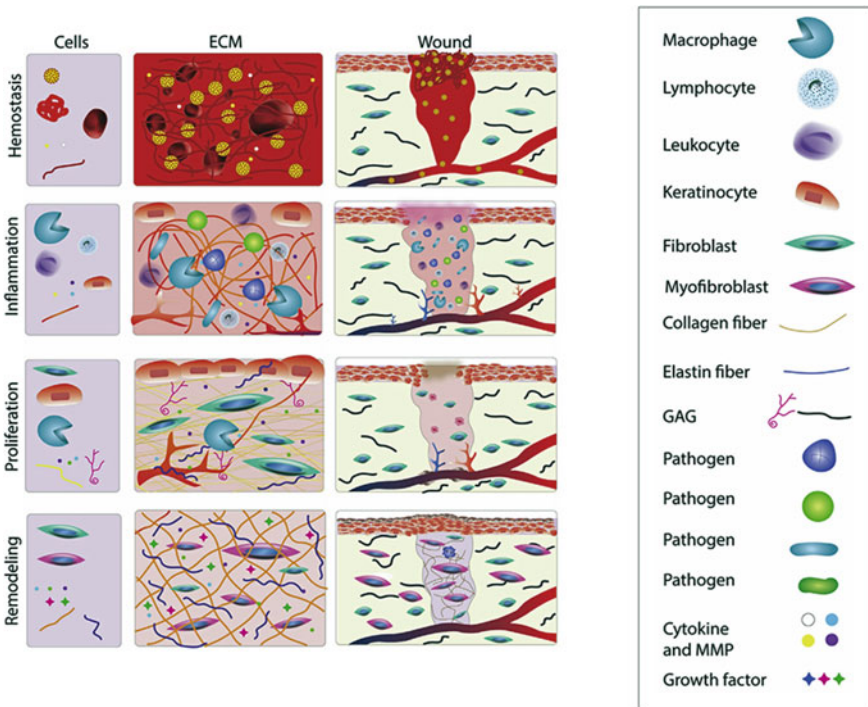 Cells
ECM
Wound
Hemostasis
Inflammation
Proliferation
Remodeling
Macrophage
Lymphocyte
Leukocyte
Keratinocyte
Fibroblast
Myofibroblast
Collagen fiber
Elastin fiber
GAG
Pathogen
Pathogen
Pathogen
Pathogen
Cytokine
and MMP
Growth factor